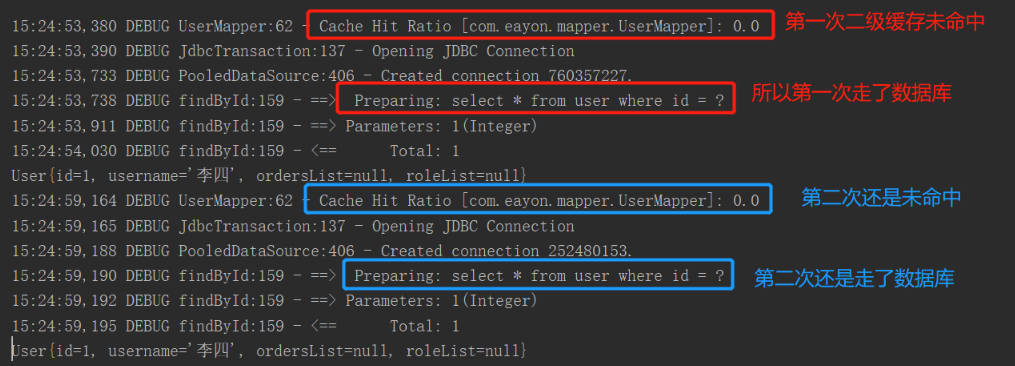 15:24:53,380 DEBUG UserMapper:62 - Cache Hit Ratio [com.eayon.mapper.UserMapper]: 0.0 第一次二级缓存未命中
15:24:53,390 DEBUG JdbcTransaction:137 - Opening JDBC Connection
15:24:53,733 DEBUG PooledDataSource:406 - Created connection 760357227.
15:24:53,738 DEBUG findById:159 - ==>  Preparing: select * from user where id = ? 所以第一次走了数据库
15:24:53,911 DEBUG findById:159 - ==> Parameters: 1(Integer)
15:24:54,030 DEBUG findById:159 - <==      Total: 1
User{id=1, username='李四', ordersList=null, roleList=null}
15:24:59,164 DEBUG UserMapper:62 - Cache Hit Ratio [com.eayon.mapper.UserMapper]: 0.0 第二次还是未命中
15:24:59,165 DEBUG JdbcTransaction:137 - Opening JDBC Connection
15:24:59,188 DEBUG PooledDataSource:406 - Created connection 252480153.
15:24:59,190 DEBUG findById:159 - ==>  Preparing: select * from user where id = ? 第二次还是走了数据库
15:24:59,192 DEBUG findById:159 - ==> Parameters: 1(Integer)
15:24:59,195 DEBUG findById:159 - <==      Total: 1
User{id=1, username='李四', ordersList=null, roleList=null}